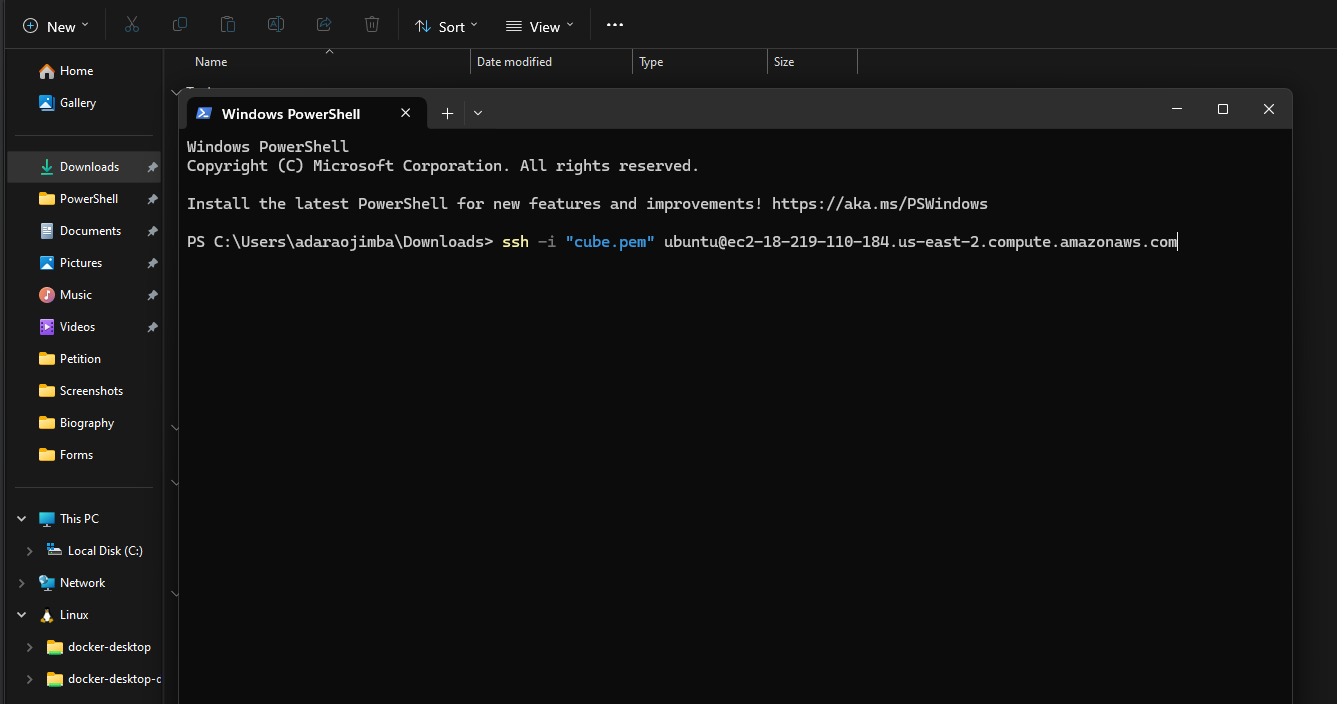 New
Sort
View
Name
Date modified
Type
Size
Home
Gallery
Downloads
PowerShell
Documents
Pictures
Music
Videos
Petition
Screenshots
Biography
Forms
This PC
Local Disk (C:)
Network
Linux
docker-desktop
docker-desktop-d
Windows PowerShell
Windows PowerShell
Copyright (C) Microsoft Corporation. All rights reserved.
Install the latest PowerShell for new features and improvements! https://aka.ms/PSWindows
PS C:\Users\adaraojimba\Downloads> ssh -i "cube.pem" ubuntu@ec2-18-219-110-184.us-east-2.compute.amazonaws.com